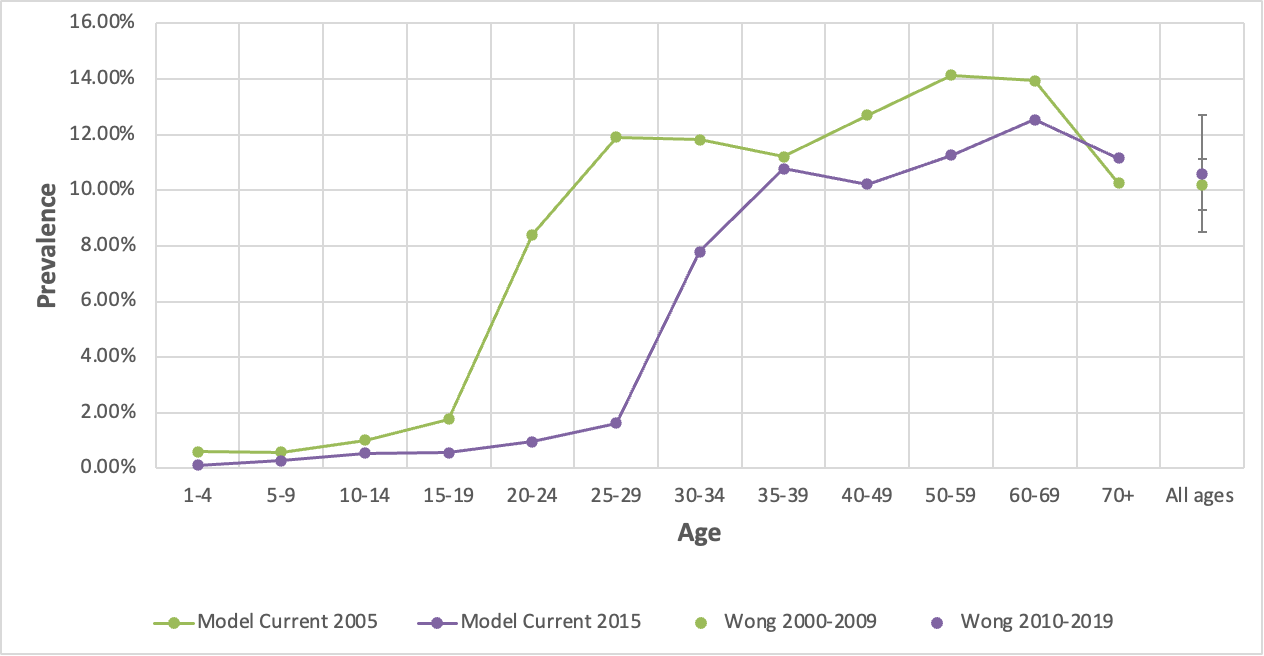 16.00%
14.00%
12.00%
10.00%
8.00%
6.00%
4.00%
2.00%
0.00%
Prevalence
1-4 5-9 10-14 15-19 20-24 25-29 30-34 35-39 40-49 50-59 60-69 70+ All ages
Age
Model Current 2005 Model Current 2015 Wong 2000-2009 Wong 2010-2019